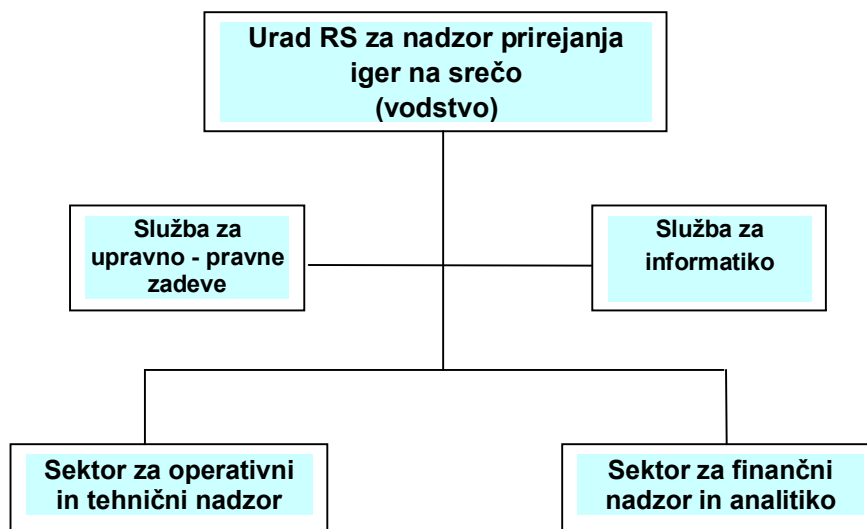 Urad RS za nadzor prirejanja
iger na srečo
(vodstvo)
Služba za
upravno - pravne
zadeve
Služba za
informatiko
Sektor za operativni
in tehnični nadzor
Sektor za finančni
nadzor in analitiko